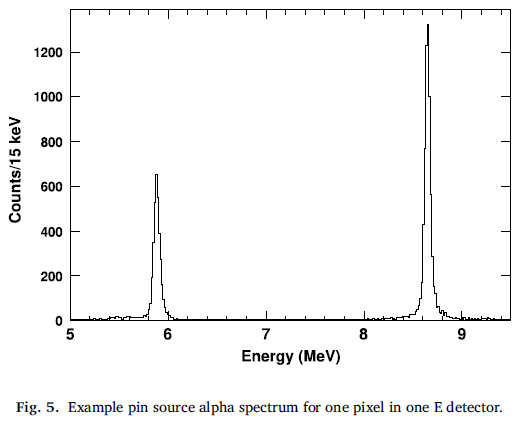 1200
1000
800
600
400
200
0
Counts/15 keV
5 6 7 8 9
Energy (MeV)
Fig. 5. Example pin source alpha spectrum for one pixel in one E detector.